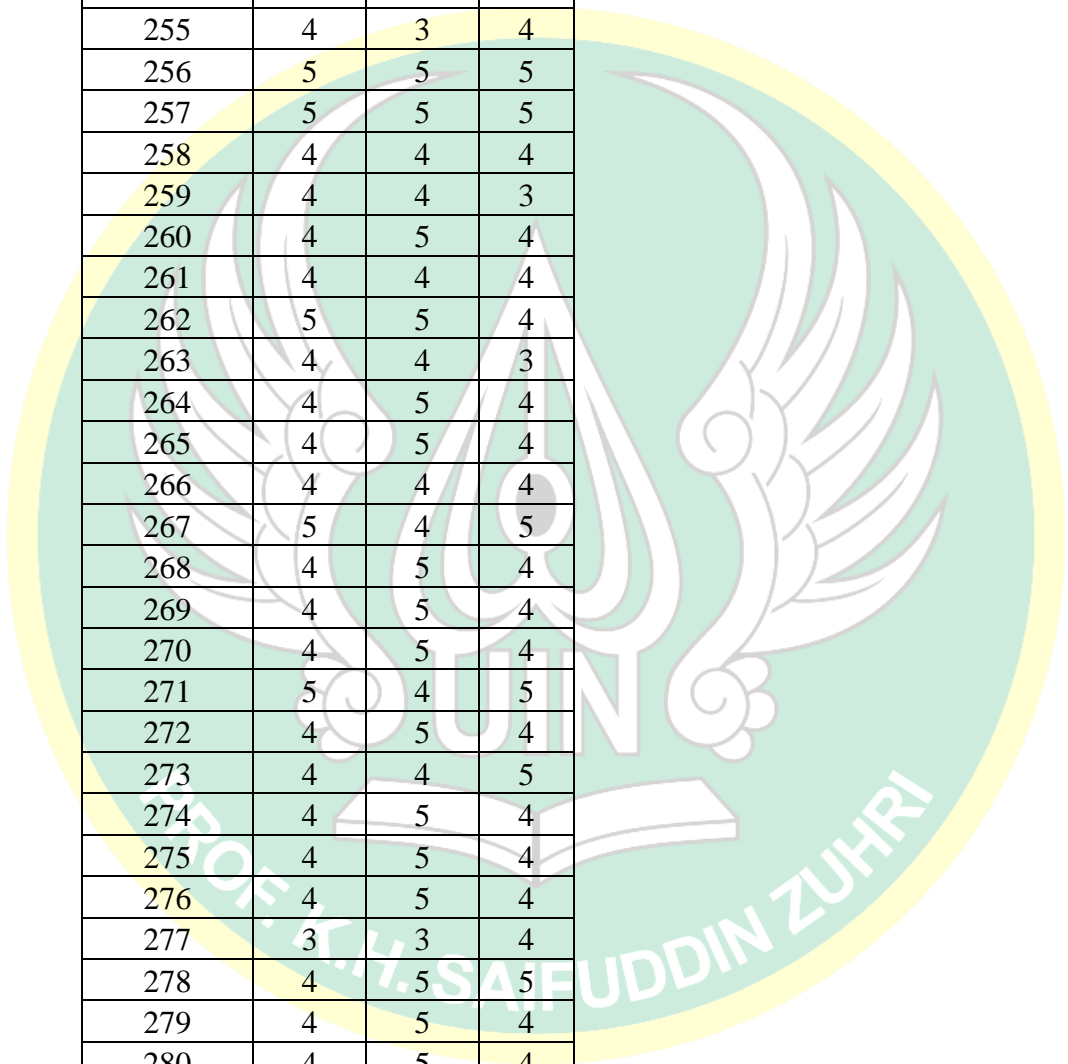 255 4 3 4
256 5 5 5
257 5 5 5
258 4 4 4
259 4 4 3
260 4 5 4
261 4 4 4
262 5 5 4
263 4 4 3
264 4 5 4
265 4 5 4
266 4 4 4
267 5 4 5
268 4 5 4
269 4 5 4
270 4 5 4
271 5 4 5
272 4 5 4
273 4 4 5
274 4 5 4
275 4 5 4
276 4 5 4
277 3 3 4
278 4 5 5
279 4 5 4
280 4 5 4
UIN
PROF. K.H. SAIFUDDIN ZUHRI